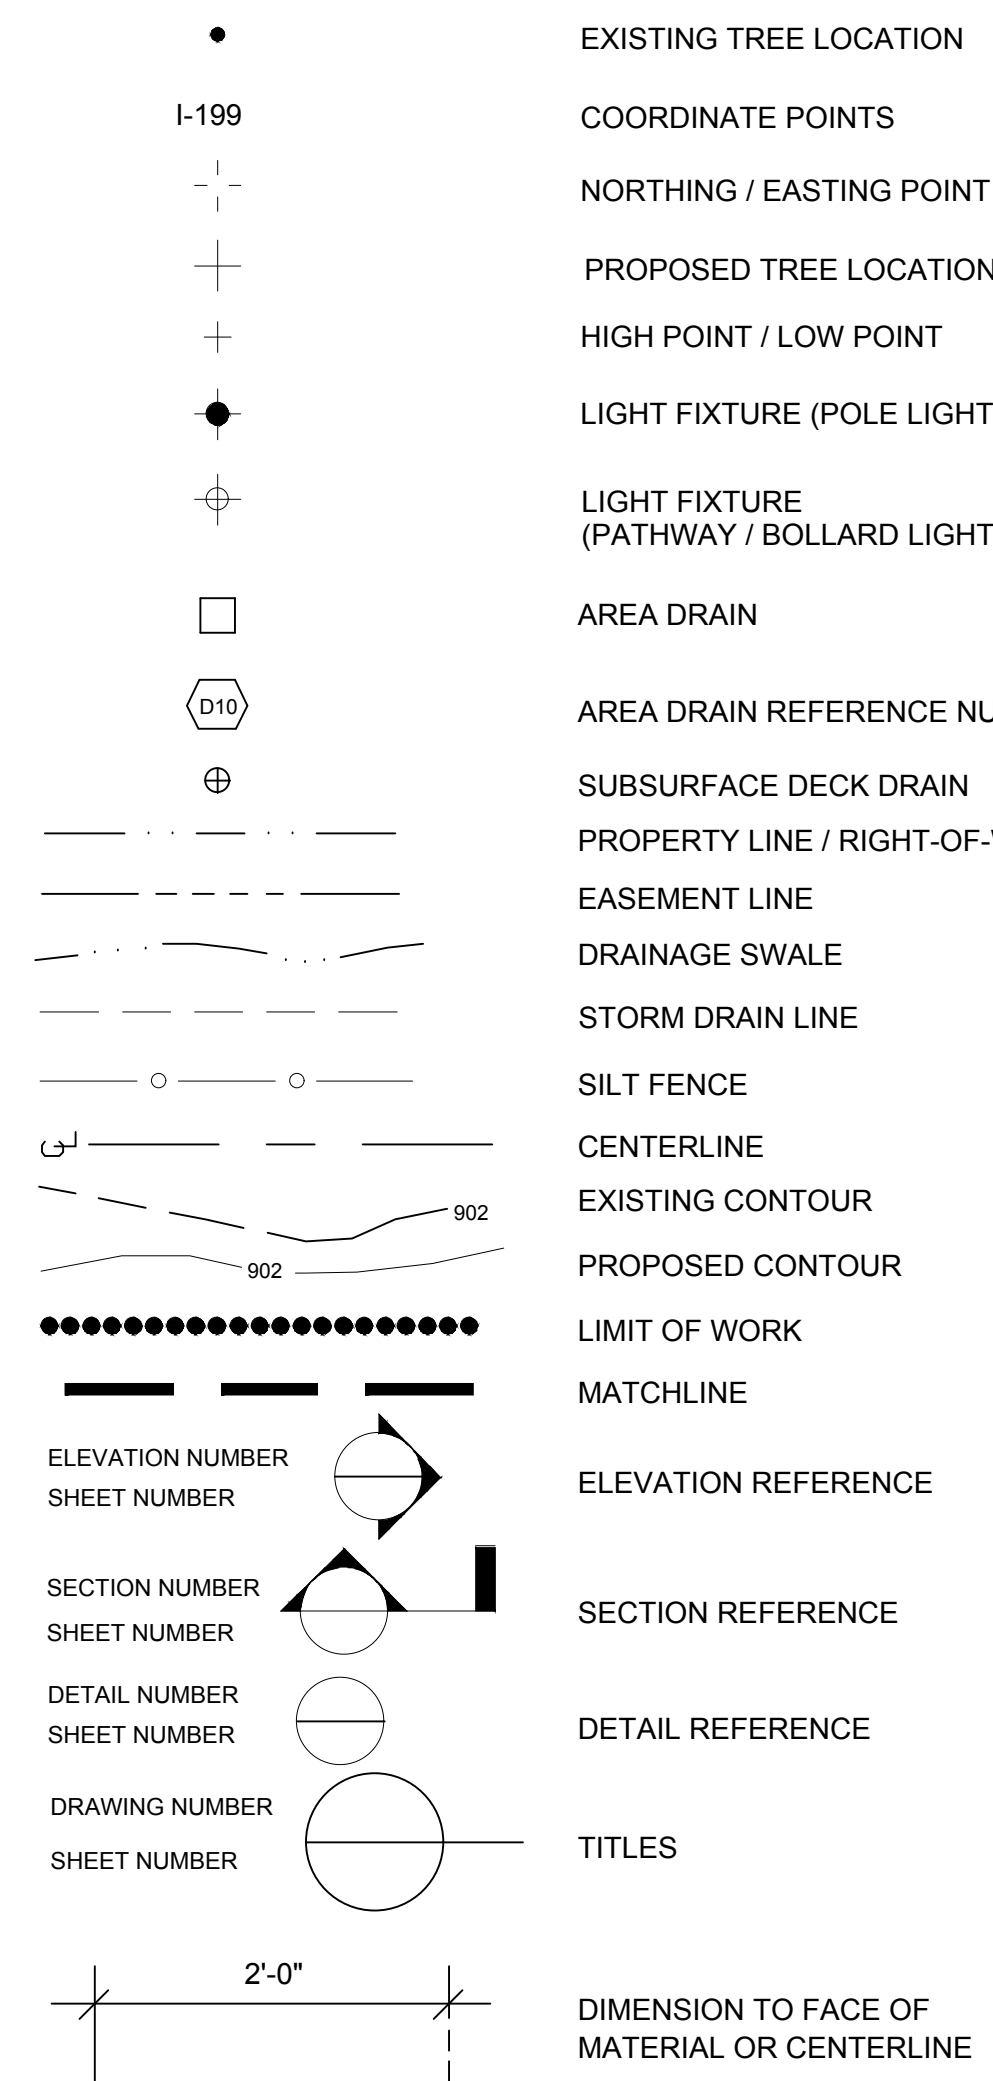 EXISTING TREE LOCATION
I-199
COORDINATE POINTS
NORTHING / EASTING POINT
PROPOSED TREE LOCATION
HIGH POINT / LOW POINT
LIGHT FIXTURE (POLE LIGHT
LIGHT FIXTURE
(PATHWAY / BOLLARD LIGHT
AREA DRAIN
D10
AREA DRAIN REFERENCE NU
SUBSURFACE DECK DRAIN
PROPERTY LINE / RIGHT-OF-
EASEMENT LINE
DRAINAGE SWALE
STORM DRAIN LINE
SILT FENCE
CENTERLINE
902
EXISTING CONTOUR
902
PROPOSED CONTOUR
LIMIT OF WORK
MATCHLINE
ELEVATION NUMBER
SHEET NUMBER
ELEVATION REFERENCE
SECTION NUMBER
SHEET NUMBER
SECTION REFERENCE
DETAIL NUMBER
SHEET NUMBER
DETAIL REFERENCE
DRAWING NUMBER
SHEET NUMBER
TITLES
2'-0"
DIMENSION TO FACE OF
MATERIAL OR CENTERLINE